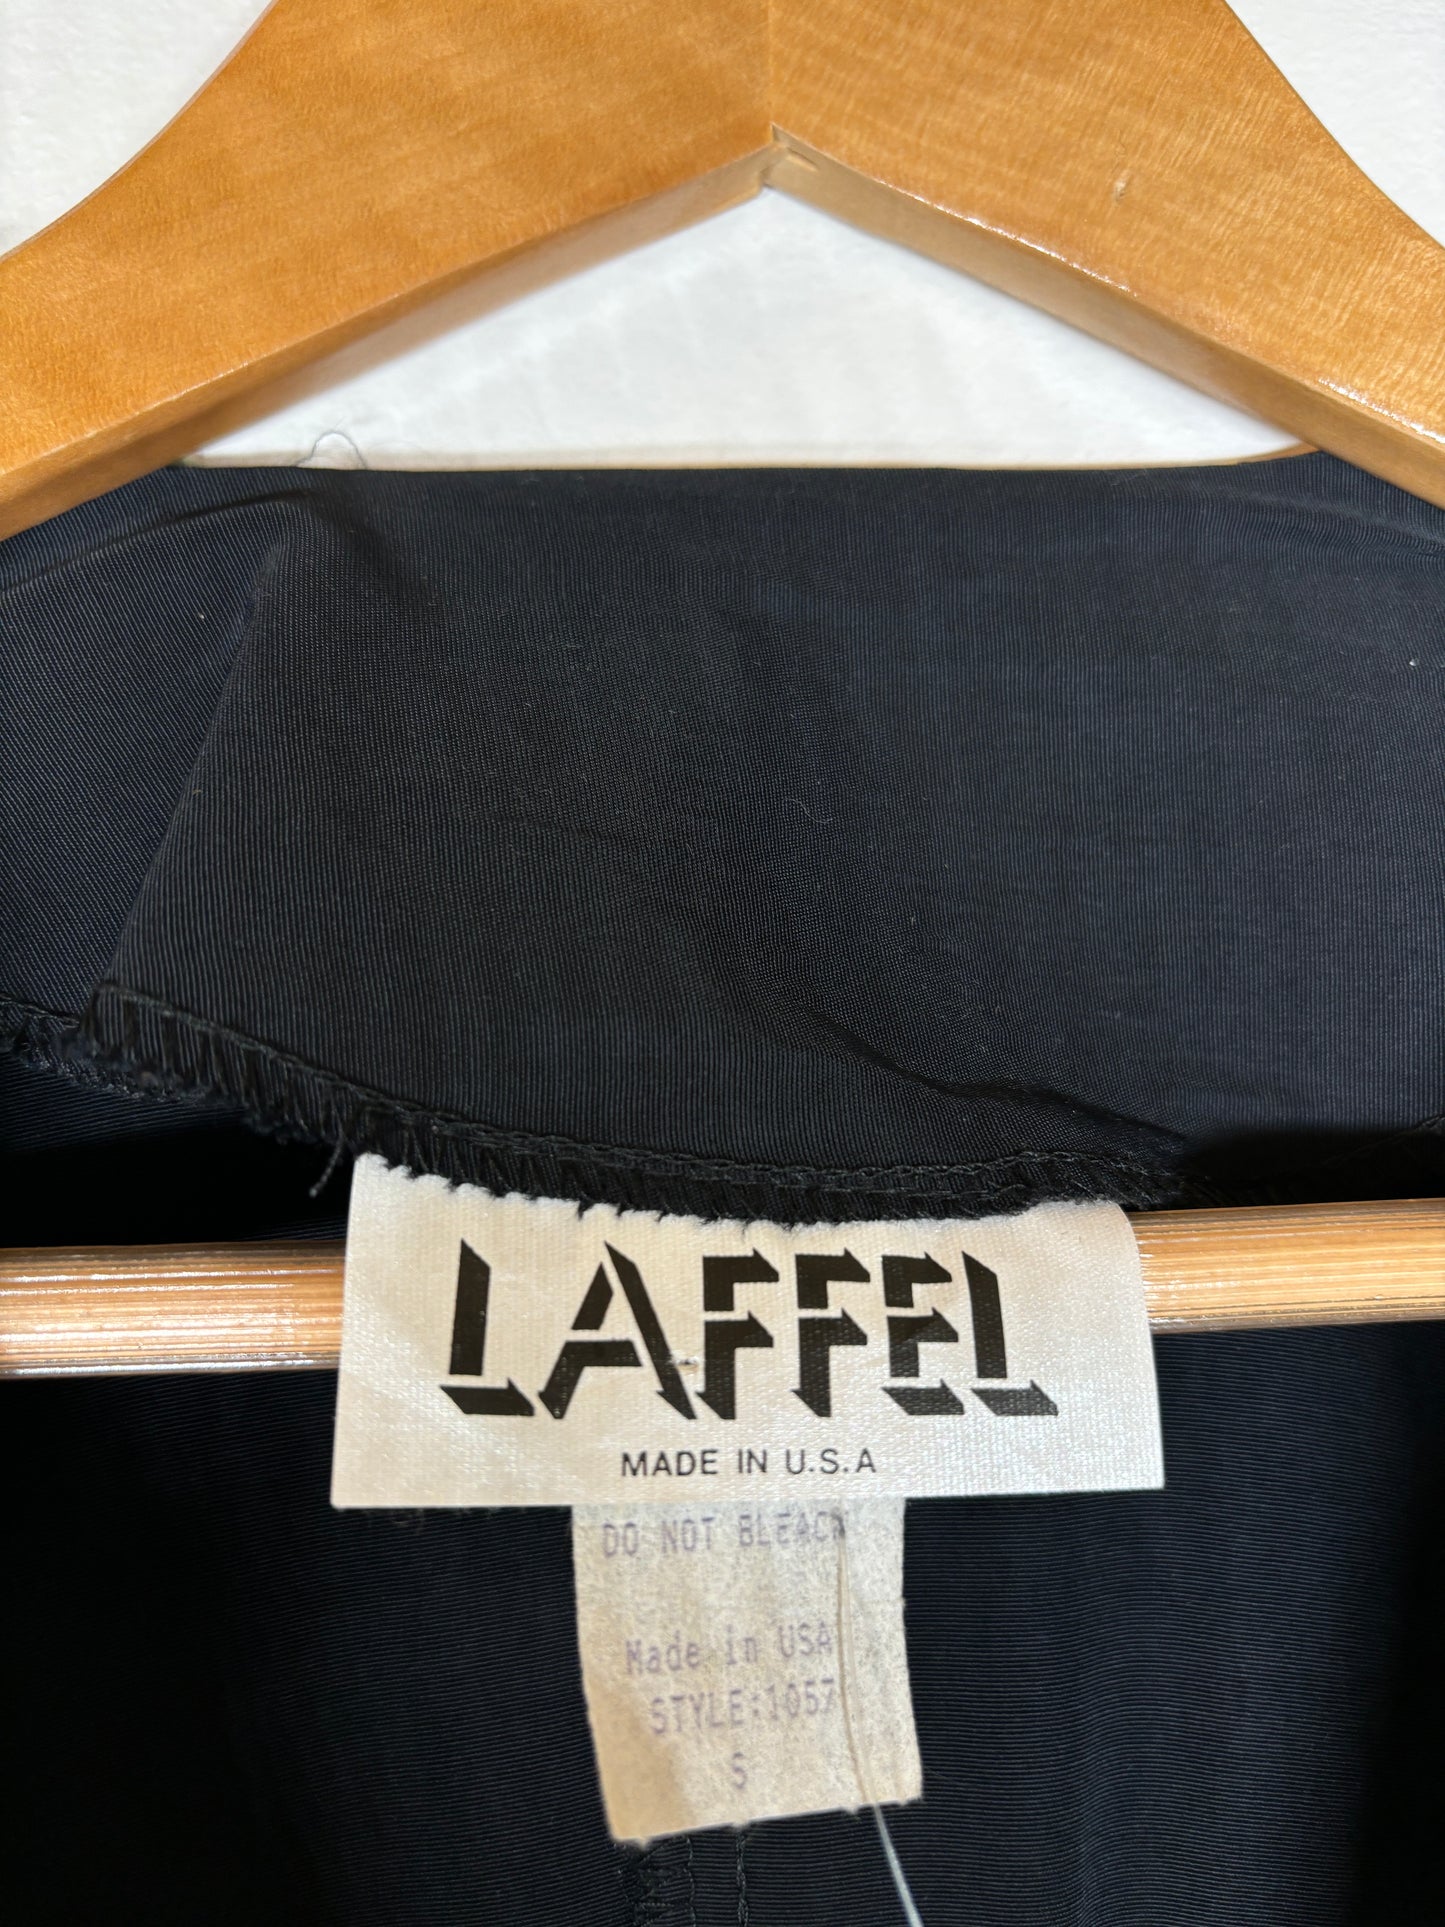 LAFFEL
MADE IN U.S.A
DO NOT BLEACH
Made in USA
STYLE:1057
S